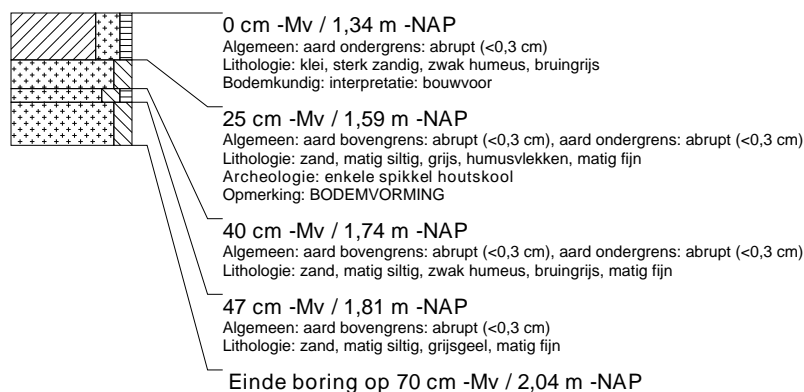 0 cm -Mv / 1,34 m -NAP
Algemeen: aard ondergrens: abrupt (<0,3 cm)
Lithologie: klei, sterk zandig, zwak humeus, bruingrijs
Bodemkundig: interpretatie: bouwvoor
25 cm -Mv / 1,59 m -NAP
Algemeen: aard bovengrens: abrupt (<0,3 cm), aard ondergrens: abrupt (<0,3 cm)
Lithologie: zand, matig siltig, grijs, humusvlekken, matig fijn
Archeologie: enkele spikkel houtskool
Opmerking: BODEMVORMING
40 cm -Mv / 1,74 m -NAP
Algemeen: aard bovengrens: abrupt (<0,3 cm), aard ondergrens: abrupt (<0,3 cm)
Lithologie: zand, matig siltig, zwak humeus, bruingrijs, matig fijn
47 cm -Mv / 1,81 m -NAP
Algemeen: aard bovengrens: abrupt (<0,3 cm)
Lithologie: zand, matig siltig, grijsgeel, matig fijn
Einde boring op 70 cm -Mv / 2,04 m -NAP